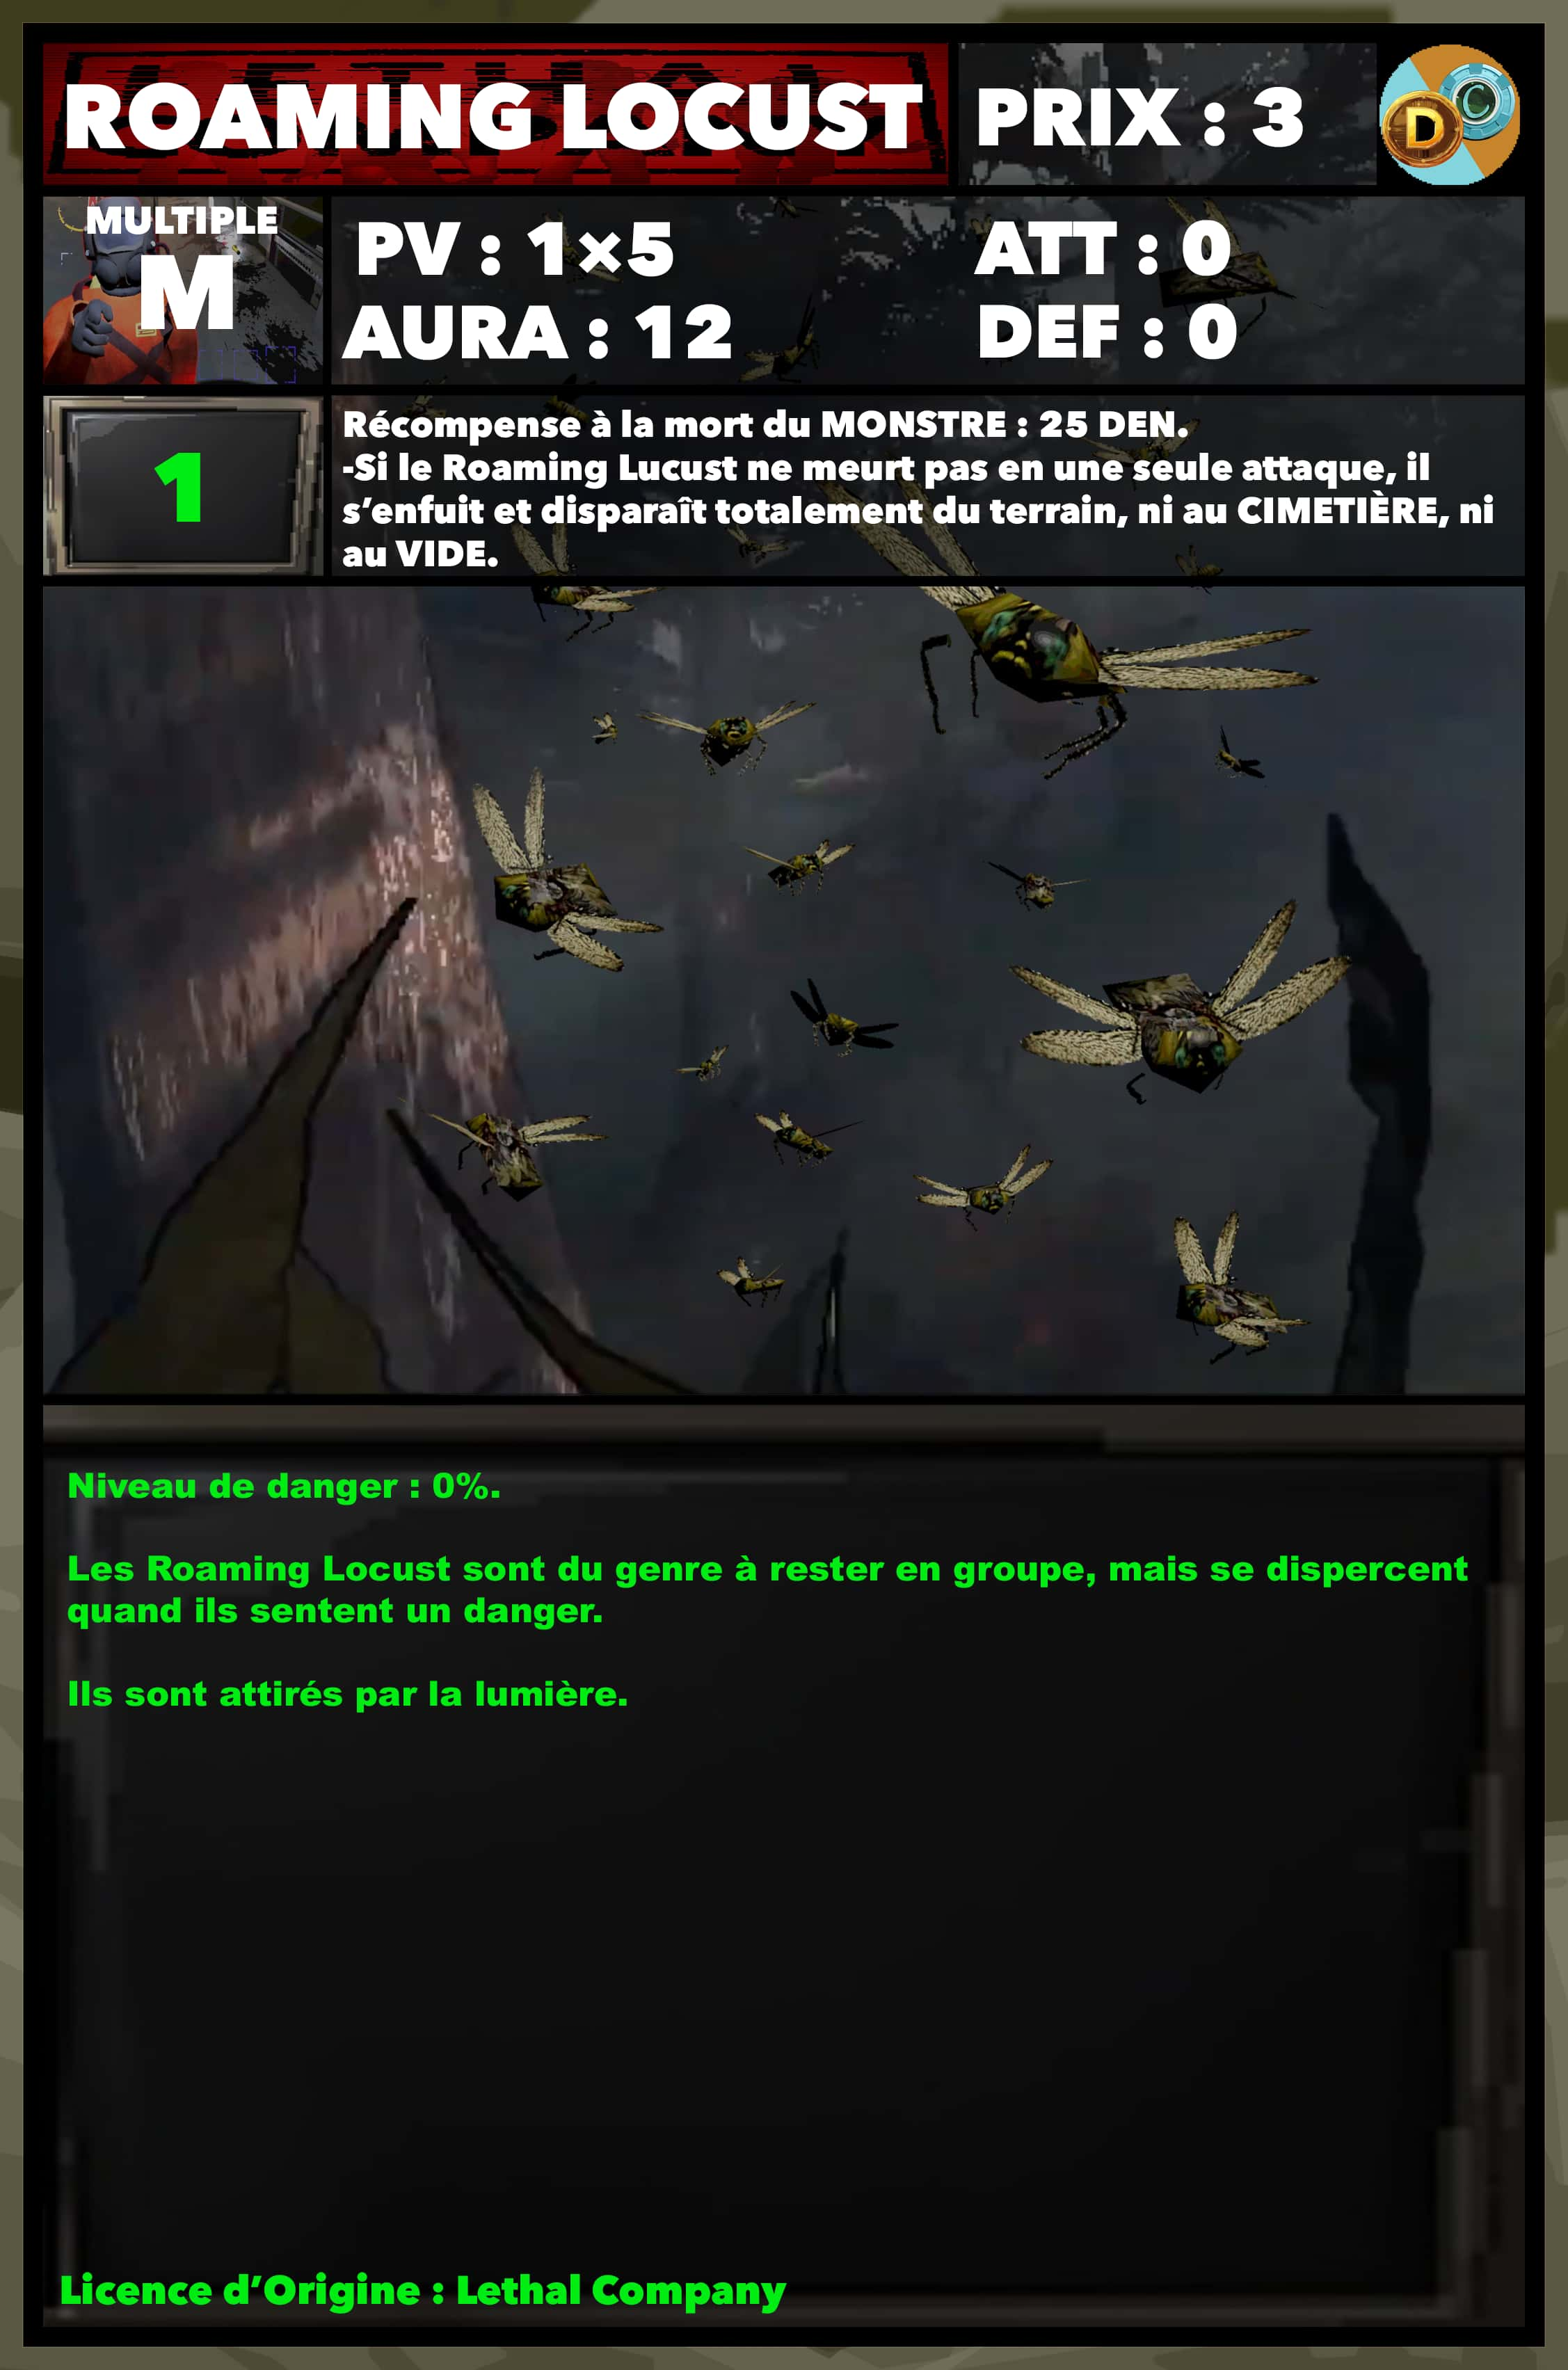 ROAMING LOCUST
PRIX : 3
D C
MULTIPLE
M
PV : 1×5
ATT : 0
AURA : 12
DEF : 0
1
Récompense à la mort du MONSTRE : 25 DEN.
-Si le Roaming Lucust ne meurt pas en une seule attaque, il
s’enfuit et disparaît totalement du terrain, ni au CIMETIÈRE, ni
au VIDE.
Niveau de danger : 0%.
Les Roaming Locust sont du genre à rester en groupe, mais se dispercent
quand ils sentent un danger.
Ils sont attirés par la lumière.
Licence d’Origine : Lethal Company